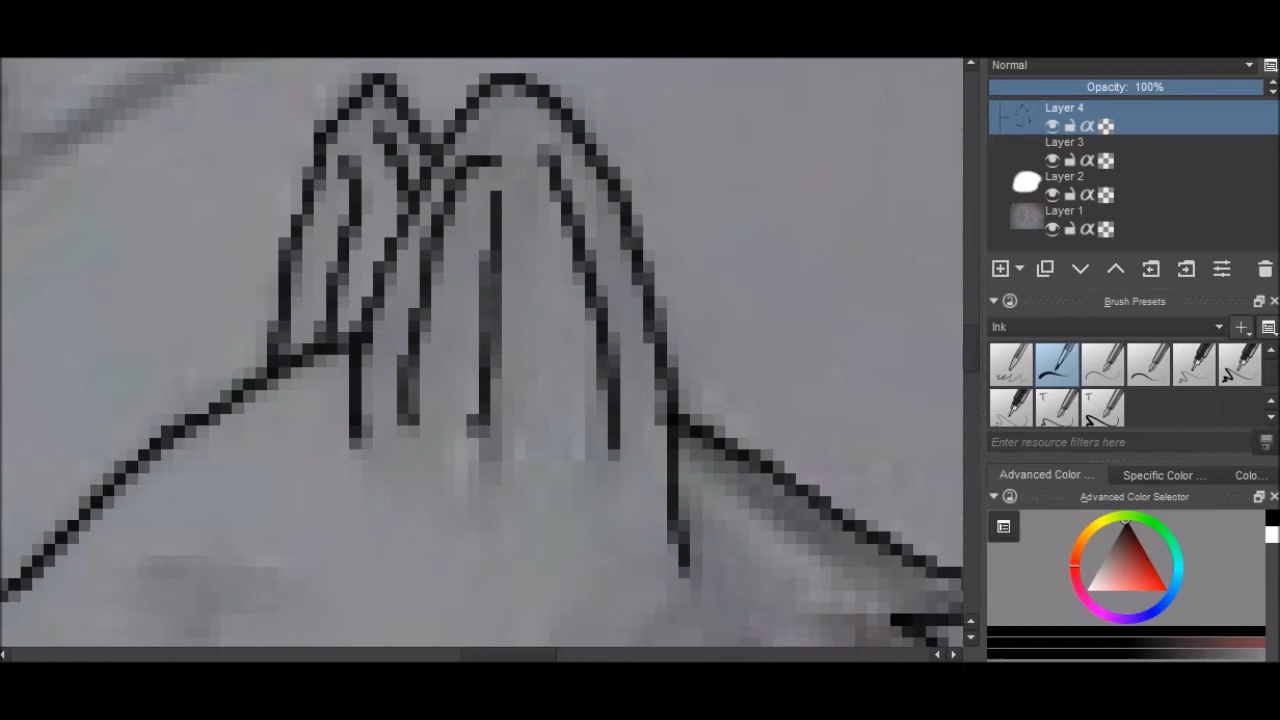 Normal
Opacity: 100%
Layer 4
Layer 3
Layer 2
Layer 1
Brush Presets
Ink
Enter resource filters here
Advanced Color ... Specific Color ... Colo...
Advanced Color Selector